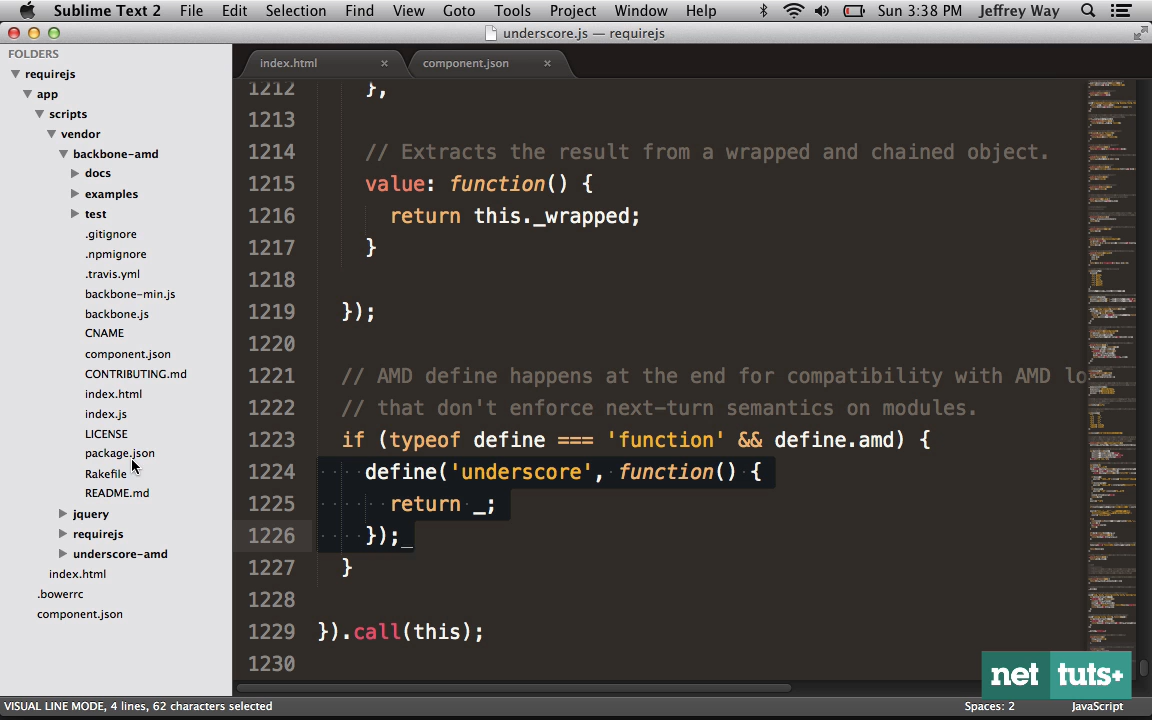 Sublime Text 2 File Edit Selection Find View Goto Tools Project Window Help Sun 3:38 PM Jeffrey Way
underscore.js — requirejs
FOLDERS
requirejs
app
scripts
vendor
backbone-amd
docs
examples
test
.gitignore
.npmignore
.travis.yml
backbone-min.js
backbone.js
CNAME
component.json
CONTRIBUTING.md
index.html
index.js
LICENSE
package.json
Rakefile
README.md
jquery
requirejs
underscore-amd
index.html
.bowerrc
component.json
index.html × component.json ×
1212 },
1213
1214 // Extracts the result from a wrapped and chained object.
1215 value: function() {
1216 return this._wrapped;
1217 }
1218
1219 });
1220
1221 // AMD define happens at the end for compatibility with AMD lo
1222 // that don't enforce next-turn semantics on modules.
1223 if (typeof define === 'function' && define.amd) {
1224 define('underscore', function() {
1225 return _;
1226 });_
1227 }
1228
1229 }).call(this);
1230
net tuts+
VISUAL LINE MODE, 4 lines, 62 characters selected Spaces: 2 JavaScript